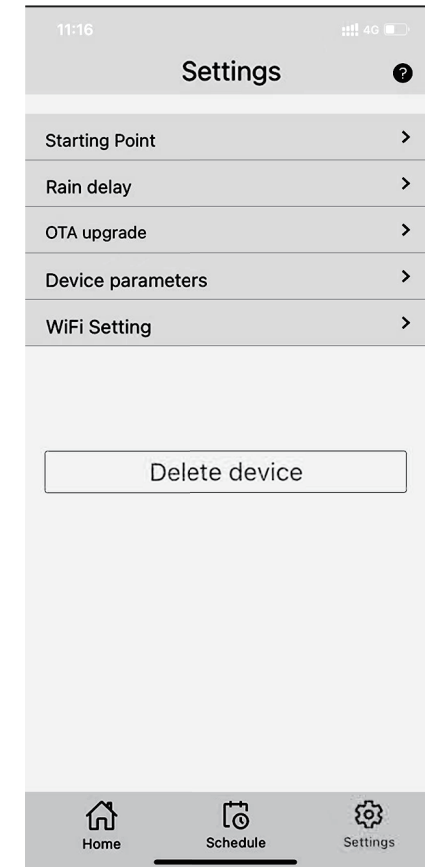 11:16
4G
Settings
?
Starting Point
Rain delay
OTA upgrade
Device parameters
WiFi Setting
Delete device
Home
Schedule
Settings